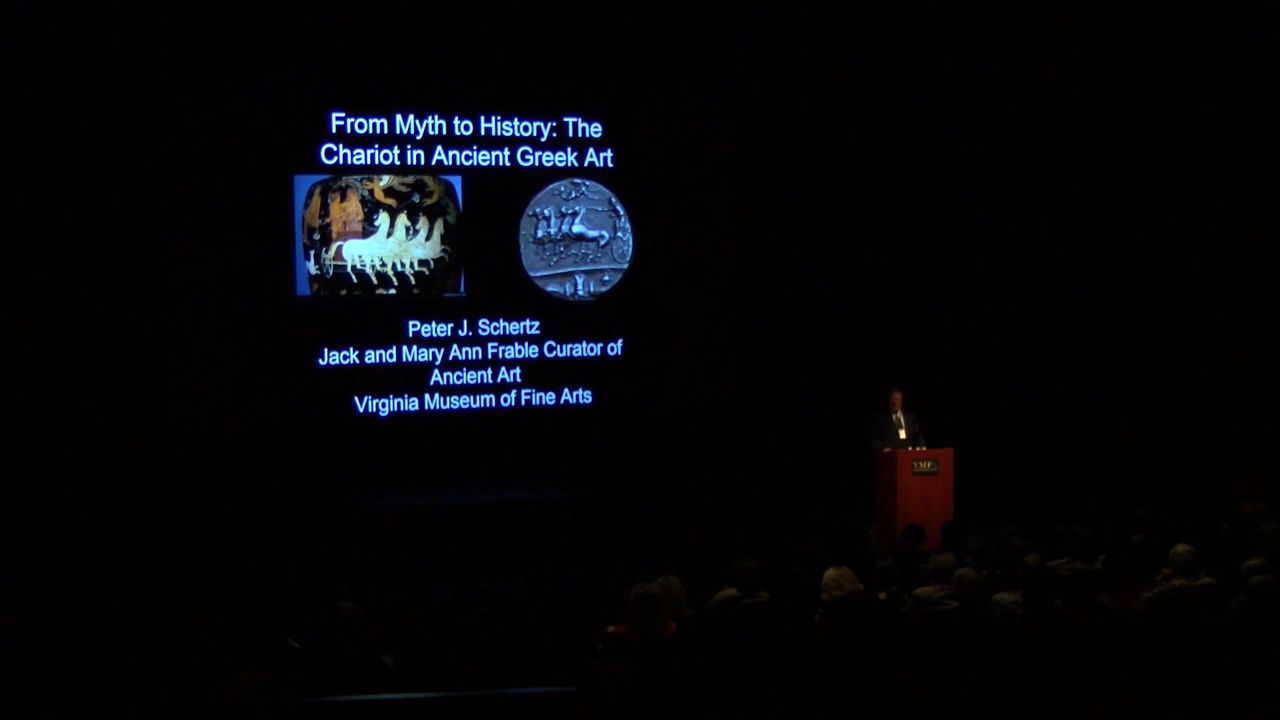 From Myth to History: The
Chariot in Ancient Greek Art
Peter J. Schertz
Jack and Mary Ann Frable Curator of
Ancient Art
Virginia Museum of Fine Arts
VMFA